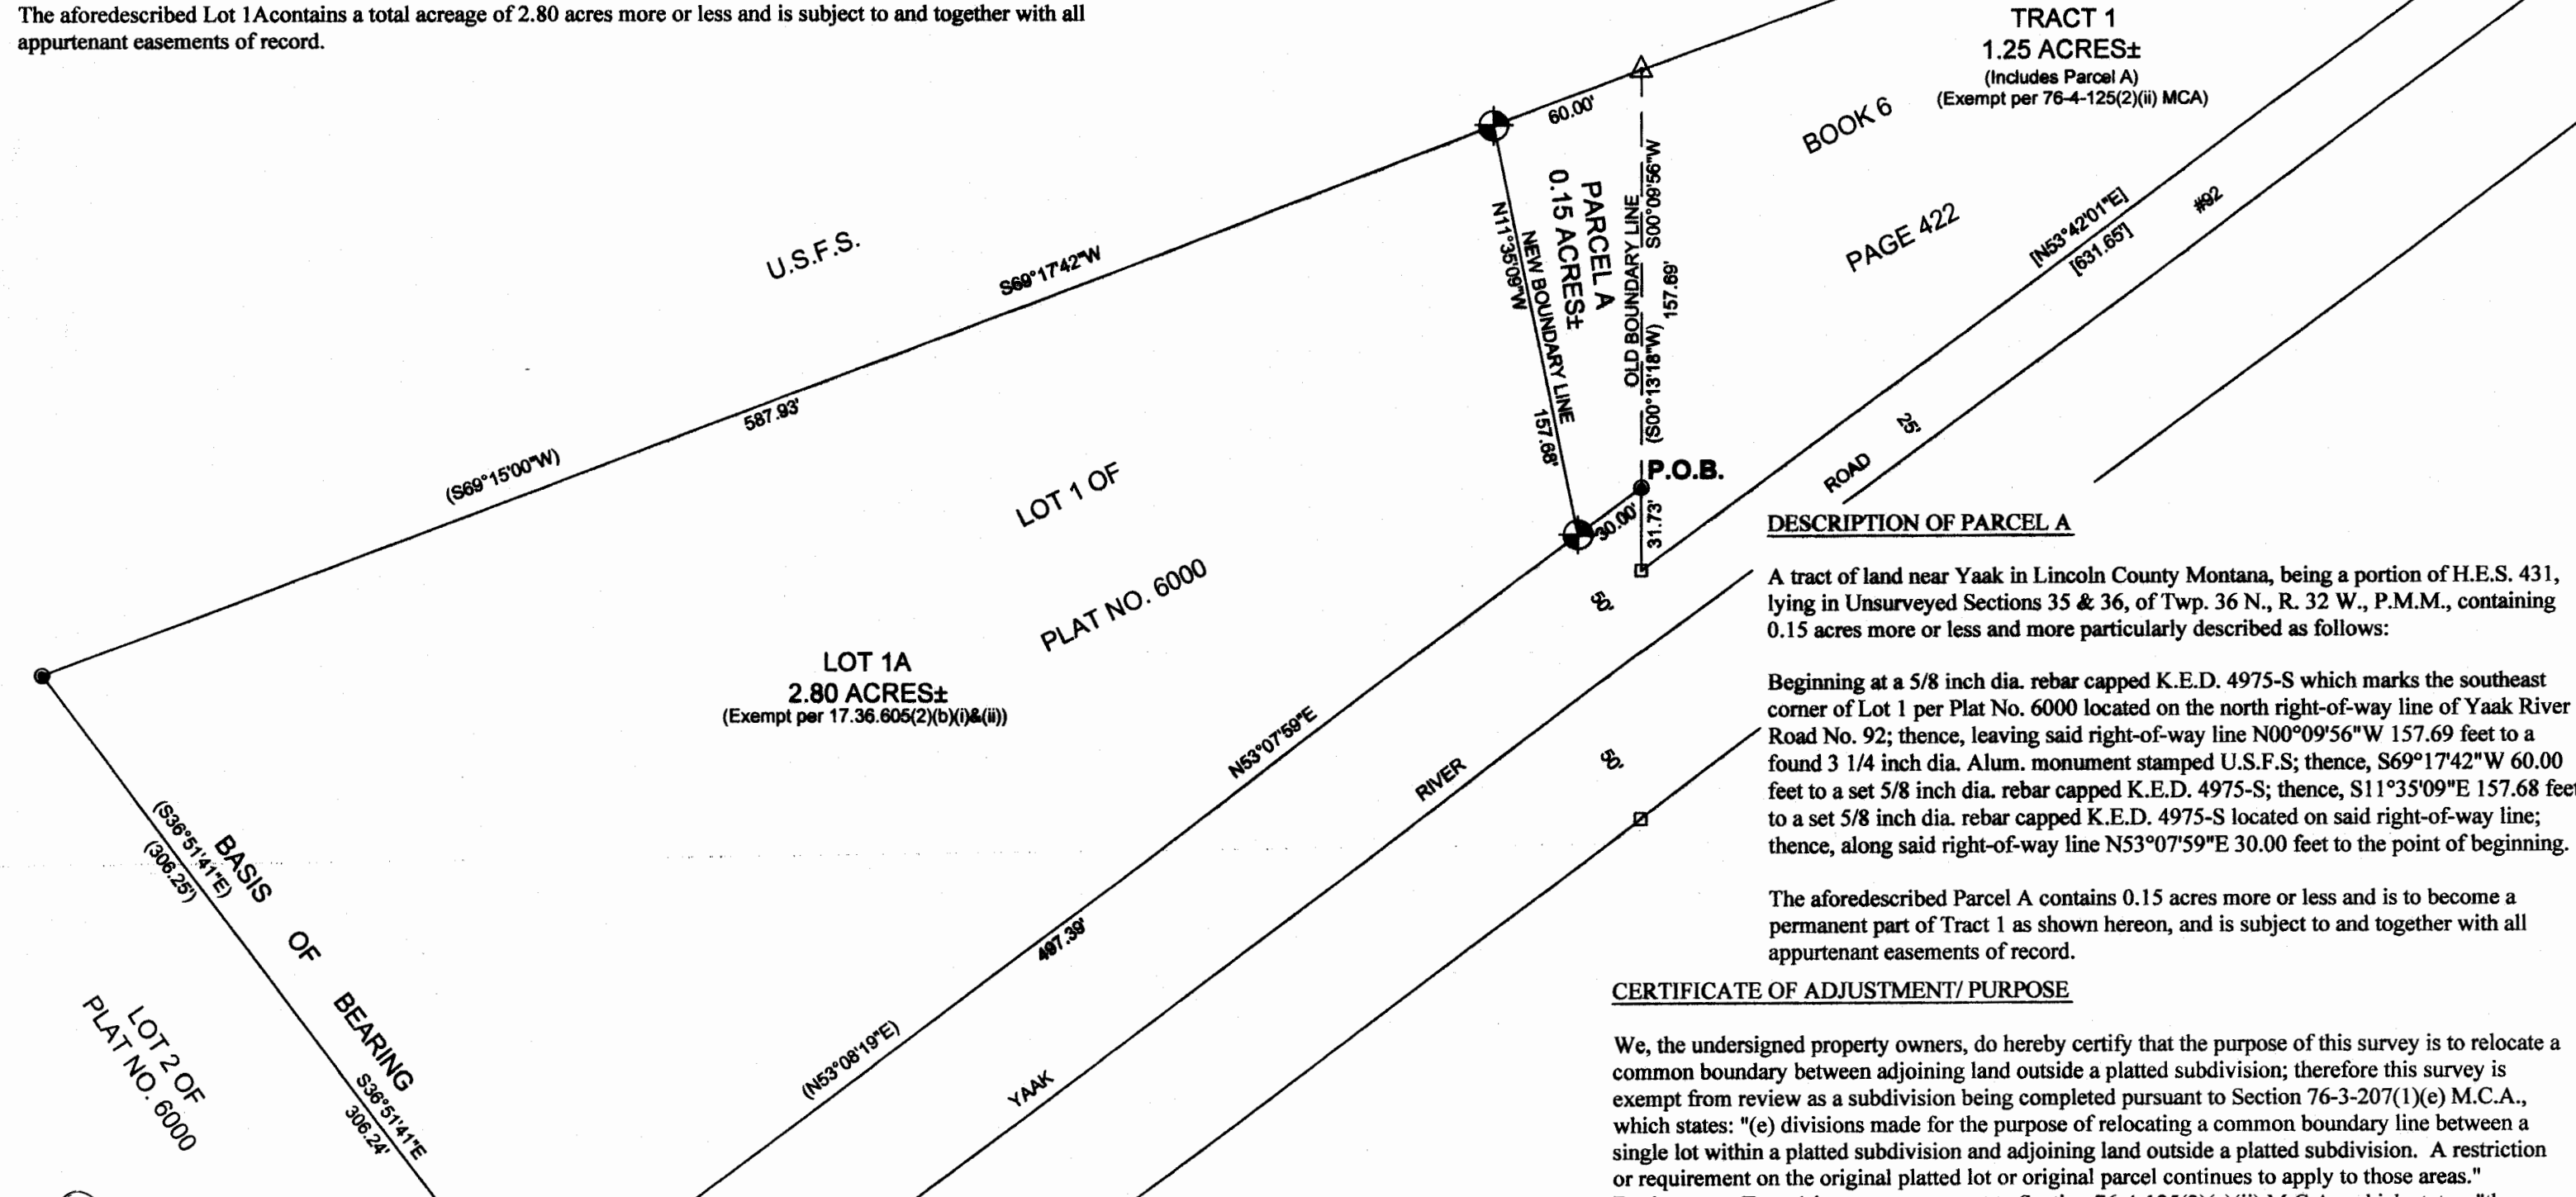 The aforedescribed Lot 1Acontains a total acreage of 2.80 acres more or less and is subject to and together with all
appurtenant easements of record.
TRACT 1
1.25 ACRES±
(Includes Parcel A)
(Exempt per 76-4-125(2)(ii) MCA)
BOOK 6
PAGE 422
[N53°42'01"E]
[631.65']
#92
25'
ROAD
60.00'
PARCEL A
0.15 ACRES±
N11°35'09"W
NEW BOUNDARY LINE
157.68'
OLD BOUNDARY LINE
S00°09'56"W
157.69'
(S00°13'18"W)
P.O.B.
30.00'
31.73'
U.S.F.S.
S69°17'42"W
587.93'
(S69°15'00"W)
LOT 1 OF
PLAT NO. 6000
LOT 1A
2.80 ACRES±
(Exempt per 17.36.605(2)(b)(i)&(ii))
50'
50'
N53°07'59"E
RIVER
497.39'
(N53°08'19"E)
YAAK
(S36°51'41"E)
(306.25')
BASIS
OF
BEARING
S36°51'41"E
306.24'
LOT 2 OF
PLAT NO. 6000
DESCRIPTION OF PARCEL A
A tract of land near Yaak in Lincoln County Montana, being a portion of H.E.S. 431,
lying in Unsurveyed Sections 35 & 36, of Twp. 36 N., R. 32 W., P.M.M., containing
0.15 acres more or less and more particularly described as follows:
Beginning at a 5/8 inch dia. rebar capped K.E.D. 4975-S which marks the southeast
corner of Lot 1 per Plat No. 6000 located on the north right-of-way line of Yaak River
Road No. 92; thence, leaving said right-of-way line N00°09'56"W 157.69 feet to a
found 3 1/4 inch dia. Alum. monument stamped U.S.F.S; thence, S69°17'42"W 60.00
feet to a set 5/8 inch dia. rebar capped K.E.D. 4975-S; thence, S11°35'09"E 157.68 feet
to a set 5/8 inch dia. rebar capped K.E.D. 4975-S located on said right-of-way line;
thence, along said right-of-way line N53°07'59"E 30.00 feet to the point of beginning.
The aforedescribed Parcel A contains 0.15 acres more or less and is to become a
permanent part of Tract 1 as shown hereon, and is subject to and together with all
appurtenant easements of record.
CERTIFICATE OF ADJUSTMENT/ PURPOSE
We, the undersigned property owners, do hereby certify that the purpose of this survey is to relocate a
common boundary between adjoining land outside a platted subdivision; therefore this survey is
exempt from review as a subdivision being completed pursuant to Section 76-3-207(1)(e) M.C.A.,
which states: "(e) divisions made for the purpose of relocating a common boundary line between a
single lot within a platted subdivision and adjoining land outside a platted subdivision. A restriction
or requirement on the original platted lot or original parcel continues to apply to those areas."